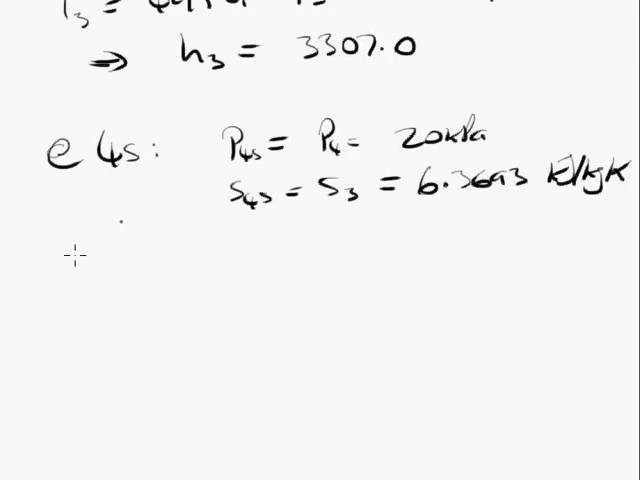 ⇒ h3 = 3307.0
@ 4s: P4s = P4 = 20kPa
S4s = S3 = 6.3693 kJ/kgK